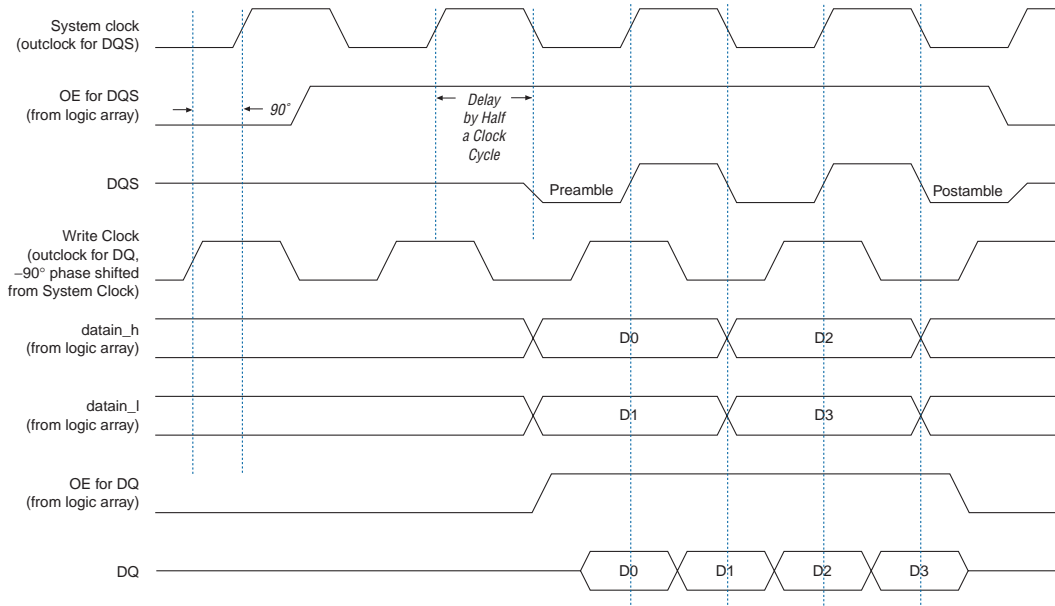 System clock
(outclock for DQS)
OE for DQS
(from logic array)
90°
Delay
by Half
a Clock
Cycle
DQS
Preamble
Postamble
Write Clock
(outclock for DQ,
−90° phase shifted
from System Clock)
datain_h
(from logic array)
D0
D2
datain_l
(from logic array)
D1
D3
OE for DQ
(from logic array)
DQ
D0
D1
D2
D3